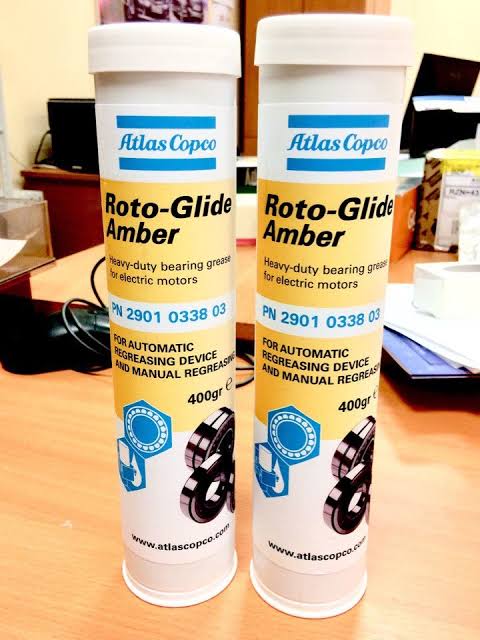 Atlas Copco
Roto-Glide
Amber
Heavy-duty bearing grease
for electric motors
PN 2901 0338 03
FOR AUTOMATIC
REGREASING DEVICE
AND MANUAL REGREASING
400gr e
www.atlascopco.com
Atlas Copco
Roto-Glide
Amber
Heavy-duty bearing grease
for electric motors
PN 2901 0338 03
FOR AUTOMATIC
REGREASING DEVICE
AND MANUAL REGREASING
400gr e
www.atlascopco.com